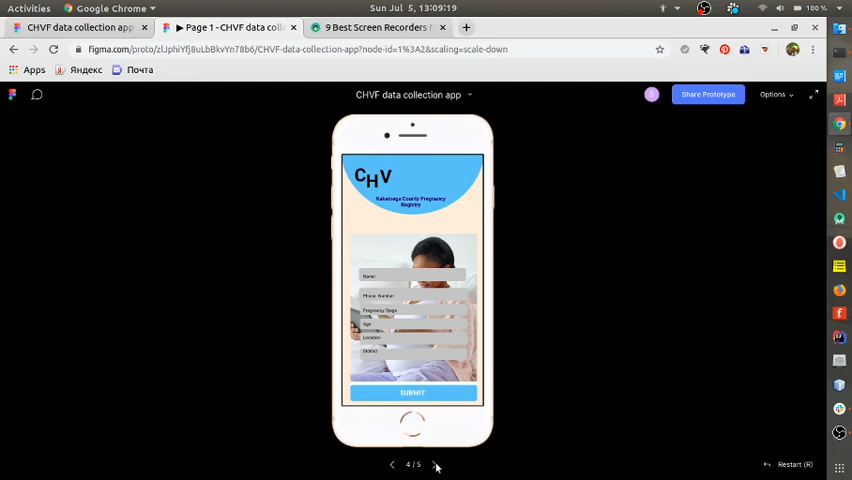 Activities
Google Chrome
Sun Jul 5, 13:09:19
100 %
CHVF data collection app
▶ Page 1 - CHVF data co
9 Best Screen Recorders f
figma.com/proto/zlJphiYfj8uLbBkvYn78b6/CHVF-data-collection-app?node-id=1%3A2&scaling=scale-down
Apps
Яндекс
Почта
CHVF data collection app
S
Share Prototype
Options
CHV
Kakamega County Pregnancy
Registry
Name
Phone Number
Pregnancy Stage
Age
Location
District
SUBMIT
4 / 5
Restart (R)